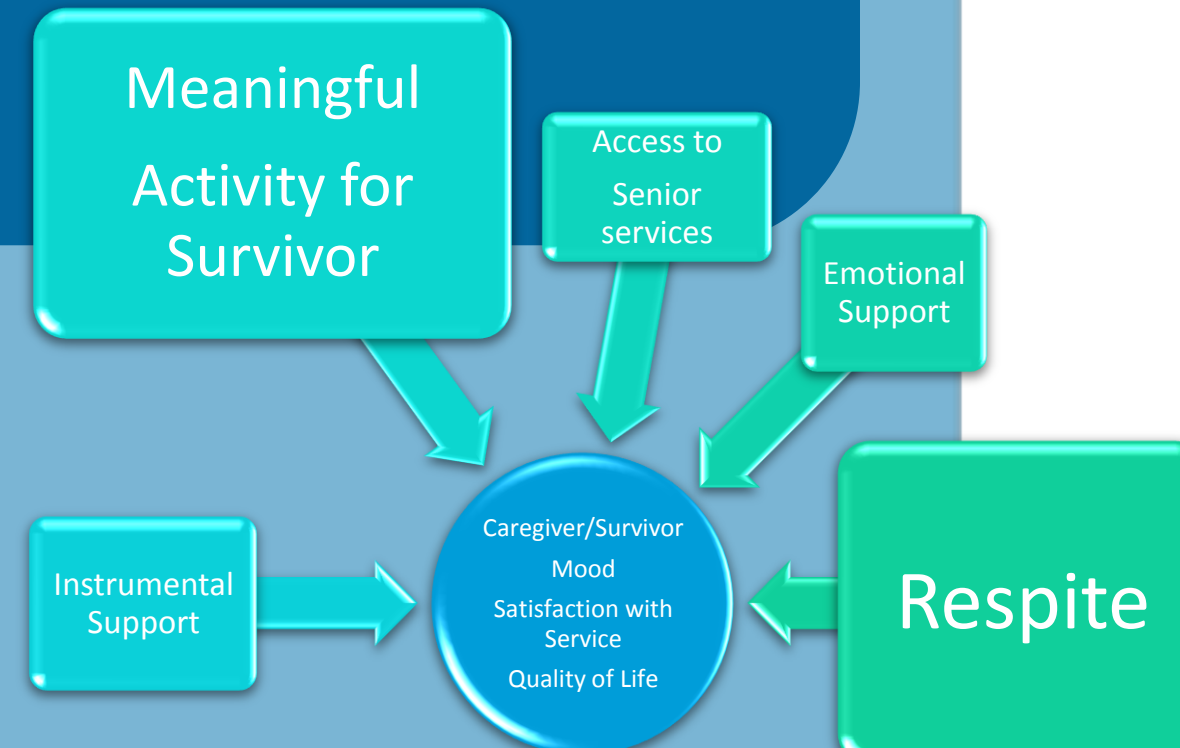 Meaningful
Activity for
Survivor
Access to
Senior
services
Emotional
Support
Instrumental
Support
Caregiver/Survivor
Mood
Satisfaction with
Service
Quality of Life
Respite